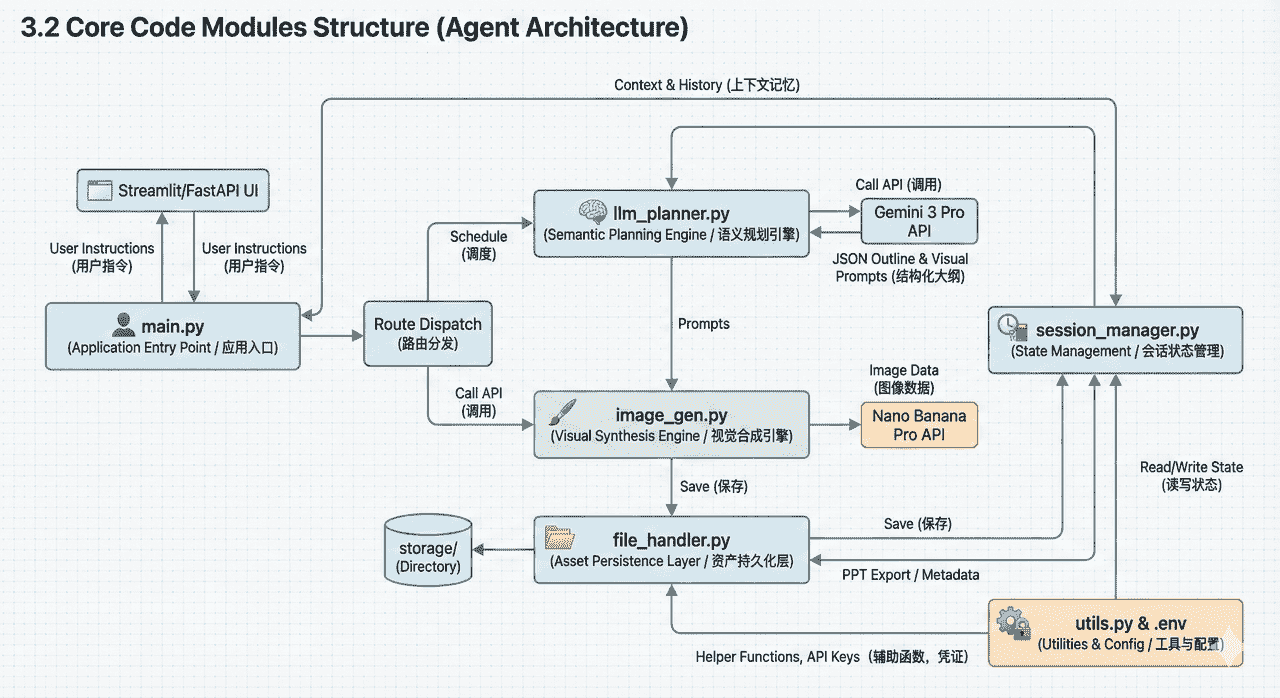 3.2 Core Code Modules Structure (Agent Architecture)
Context & History (上下文记忆)
Streamlit/FastAPI UI
User Instructions
(用户指令)
User Instructions
(用户指令)
main.py
(Application Entry Point / 应用入口)
Route Dispatch
(路由分发)
Schedule
(调度)
Call API
(调用)
llm_planner.py
(Semantic Planning Engine / 语义规划引擎)
Call API (调用)
Gemini 3 Pro
API
JSON Outline & Visual
Prompts (结构化大纲)
Prompts
image_gen.py
(Visual Synthesis Engine / 视觉合成引擎)
Image Data
(图像数据)
Nano Banana
Pro API
session_manager.py
(State Management / 会话状态管理)
Save (保存)
storage/
(Directory)
file_handler.py
(Asset Persistence Layer / 资产持久化层)
Save (保存)
PPT Export / Metadata
Read/Write State
(读写状态)
utils.py & .env
(Utilities & Config / 工具与配置)
Helper Functions, API Keys（辅助函数，凭证）